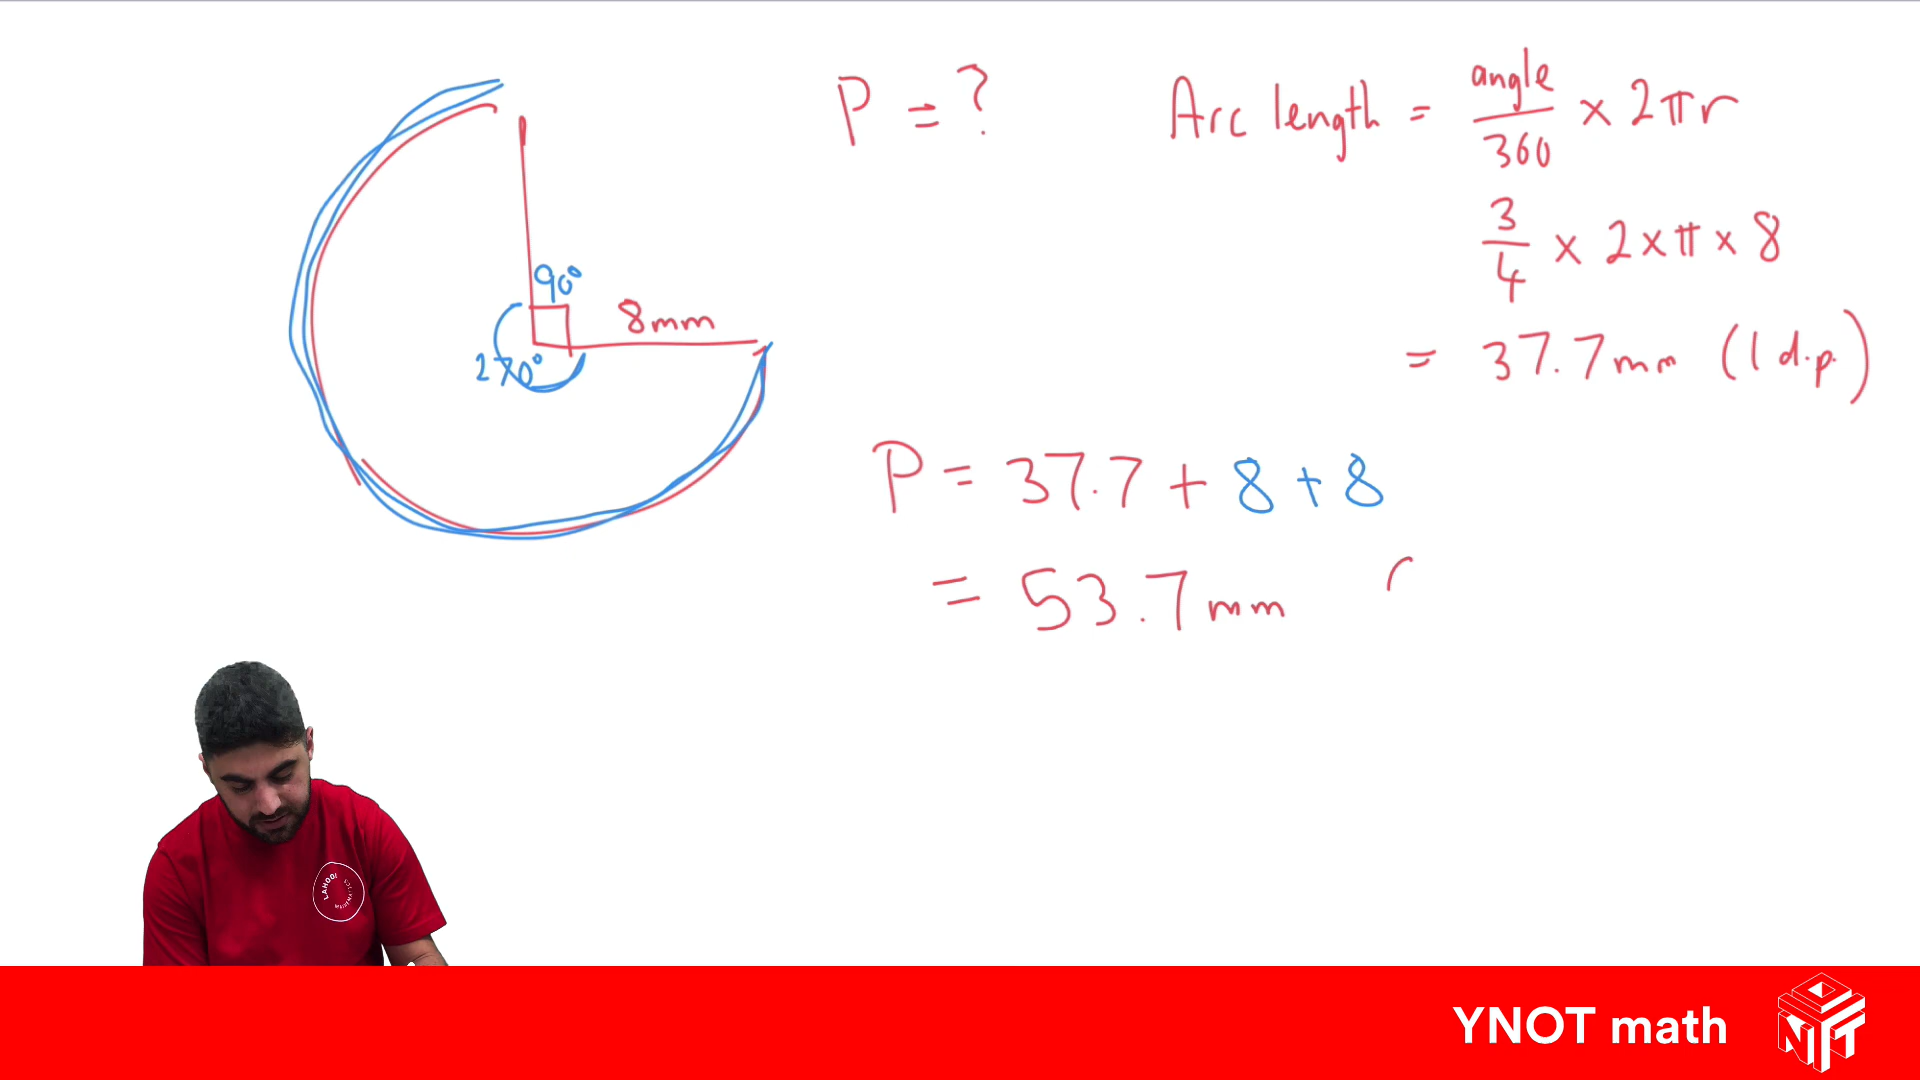 P = ?
Arc length = angle/360 × 2πr
3/4 × 2 × π × 8
= 37.7mm (1 d.p.)
90°
8mm
270°
P = 37.7 + 8 + 8
= 53.7mm (
LAHOOI
YNOT math